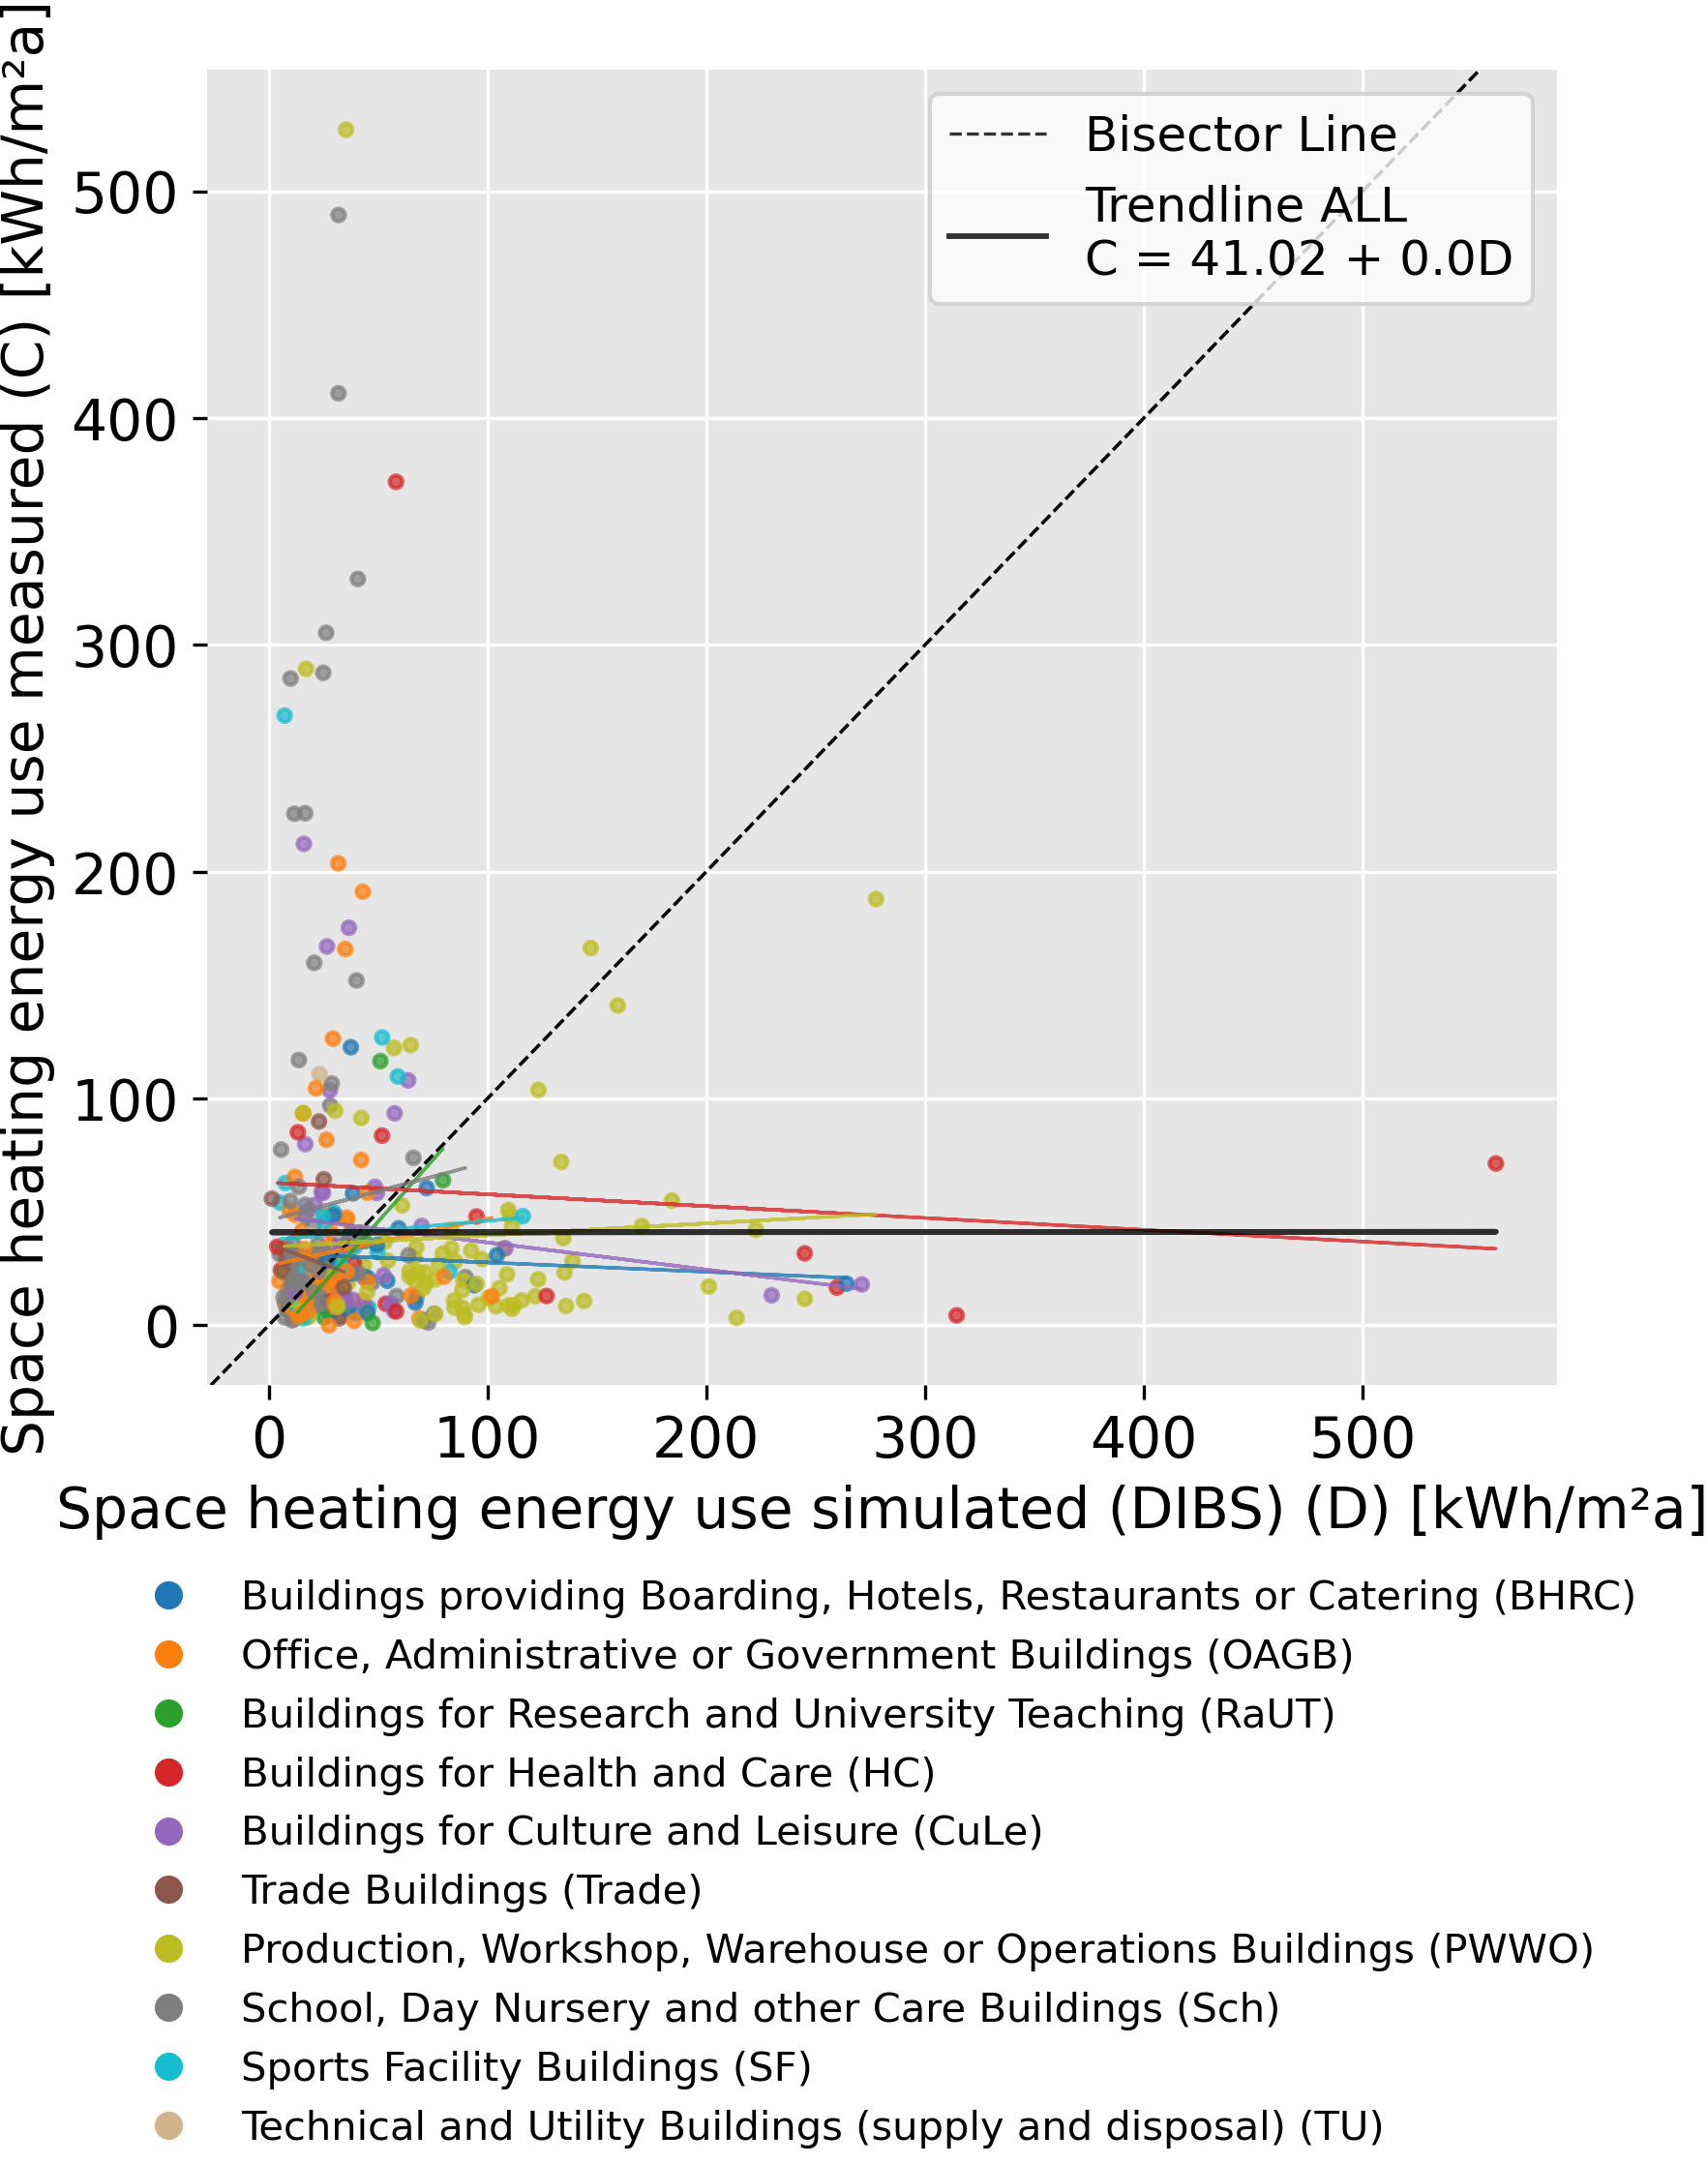 Space heating energy use measured (C) [kWh/m²a]
500
400
300
200
100
0
Bisector Line
Trendline ALL
C = 41.02 + 0.0D
0 100 200 300 400 500
Space heating energy use simulated (DIBS) (D) [kWh/m²a]
Buildings providing Boarding, Hotels, Restaurants or Catering (BHRC)
Office, Administrative or Government Buildings (OAGB)
Buildings for Research and University Teaching (RaUT)
Buildings for Health and Care (HC)
Buildings for Culture and Leisure (CuLe)
Trade Buildings (Trade)
Production, Workshop, Warehouse or Operations Buildings (PWWO)
School, Day Nursery and other Care Buildings (Sch)
Sports Facility Buildings (SF)
Technical and Utility Buildings (supply and disposal) (TU)